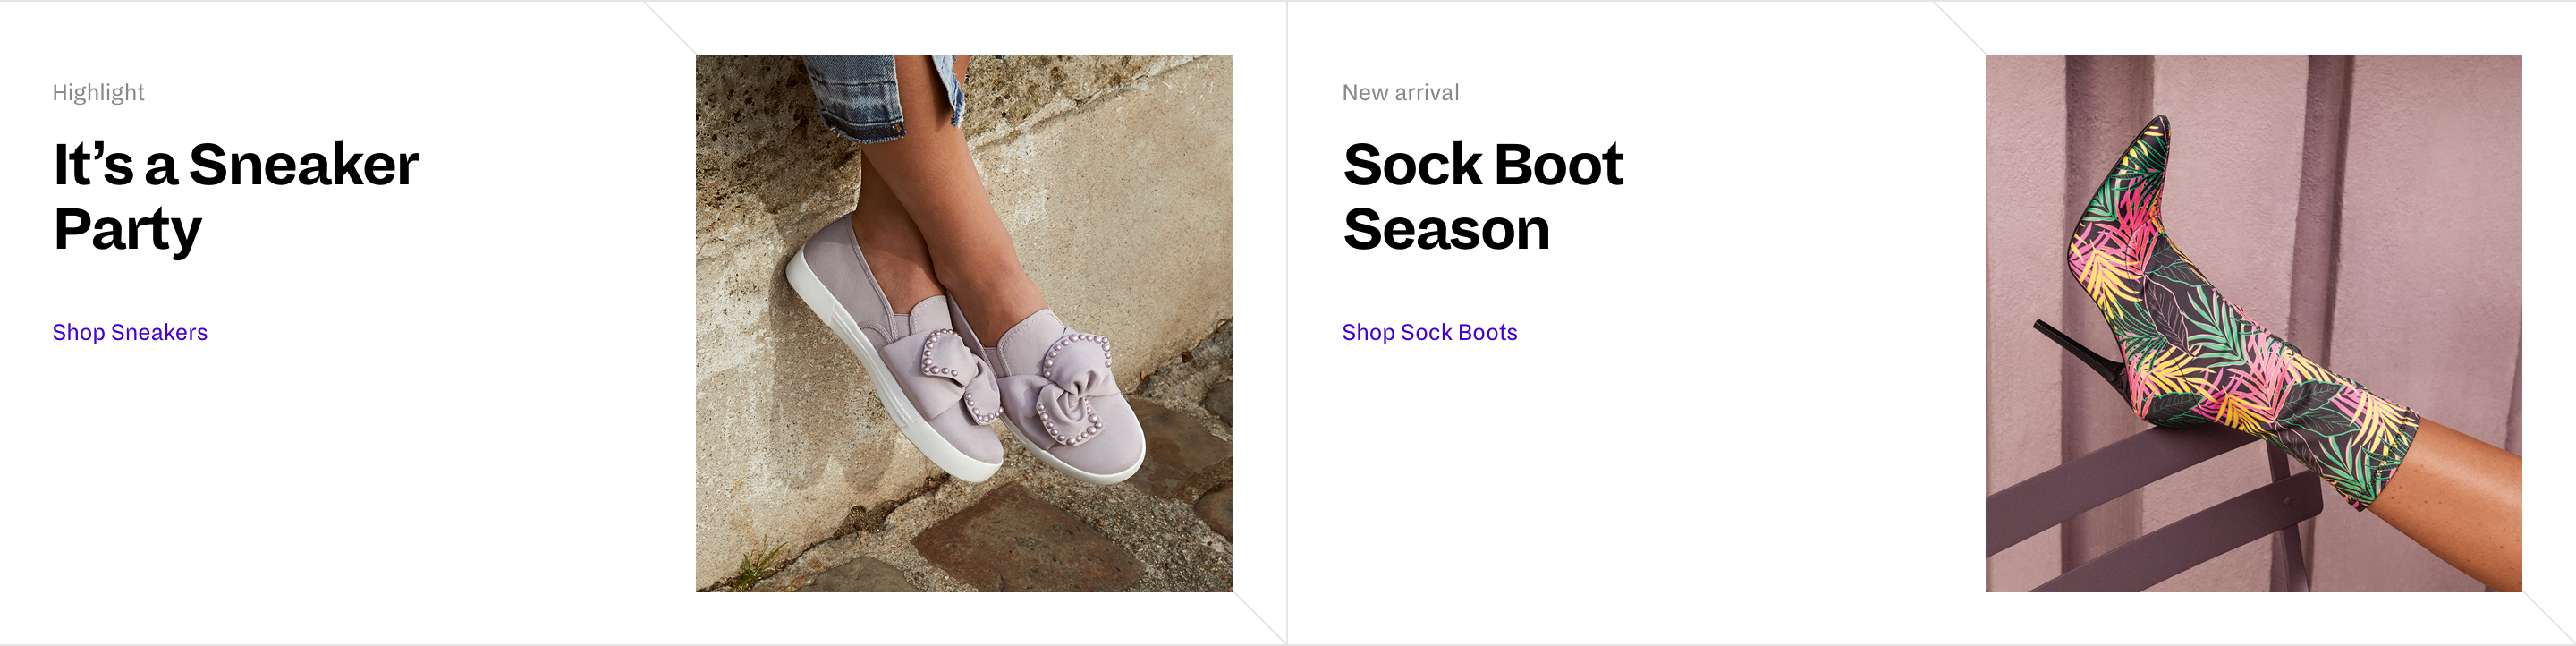 Highlight
It’s a Sneaker
Party
Shop Sneakers
New arrival
Sock Boot
Season
Shop Sock Boots